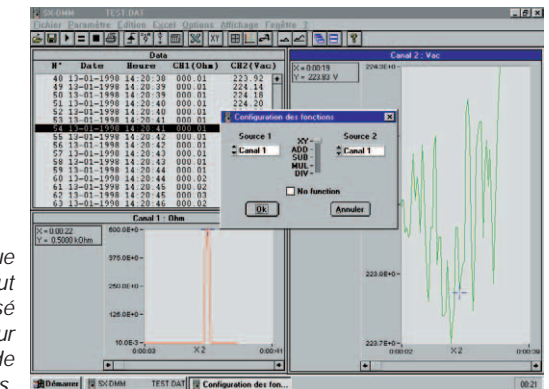 SX-DMM TEST.DAT
Fichier Paramètre Edition Excel Options Affichage Fenêtre ?
Data
N° Date Heure CH1(Ohm) CH2(Vac)
48 13-01-1998 14:20:38 000.01 223.92
49 13-01-1998 14:20:39 000.01 224.14
50 13-01-1998 14:20:39 000.01 224.18
51 13-01-1998 14:20:40 000.01 224.20
52 13-01-1998 14:20:40 000.01
53 13-01-1998 14:20:41 000.01
54 13-01-1998 14:20:41 000.01
55 13-01-1998 14:20:42 000.01
56 13-01-1998 14:20:42 000.01
57 13-01-1998 14:20:43 000.01
58 13-01-1998 14:20:43 000.01
59 13-01-1998 14:20:44 000.01
60 13-01-1998 14:20:44 000.02
61 13-01-1998 14:20:45 000.02
62 13-01-1998 14:20:45 000.03
63 13-01-1998 14:20:46 000.02
Canal 2 : Vac
X = 0:00:19
Y = 223.83 V
224.3E+0
223.8E+0
223.7E+0
0:00:02 X 2 0:00:39
Configuration des fonctions
Source 1
Canal 1
XY
ADD
SUB
MUL
DIV
Source 2
Canal 1
No function
Ok
Annuler
Canal 1 : Ohm
X = 0:00:22
Y = 0.5000 kOhm
500.0E+0
375.0E+0
250.0E+0
125.0E+0
10.0E-3
0:00:03 X 2 0:00:41
ue
out
sé
ur
de
s.
Démarrer SX-DMM TEST.DAT Configuration des fon... 00:21